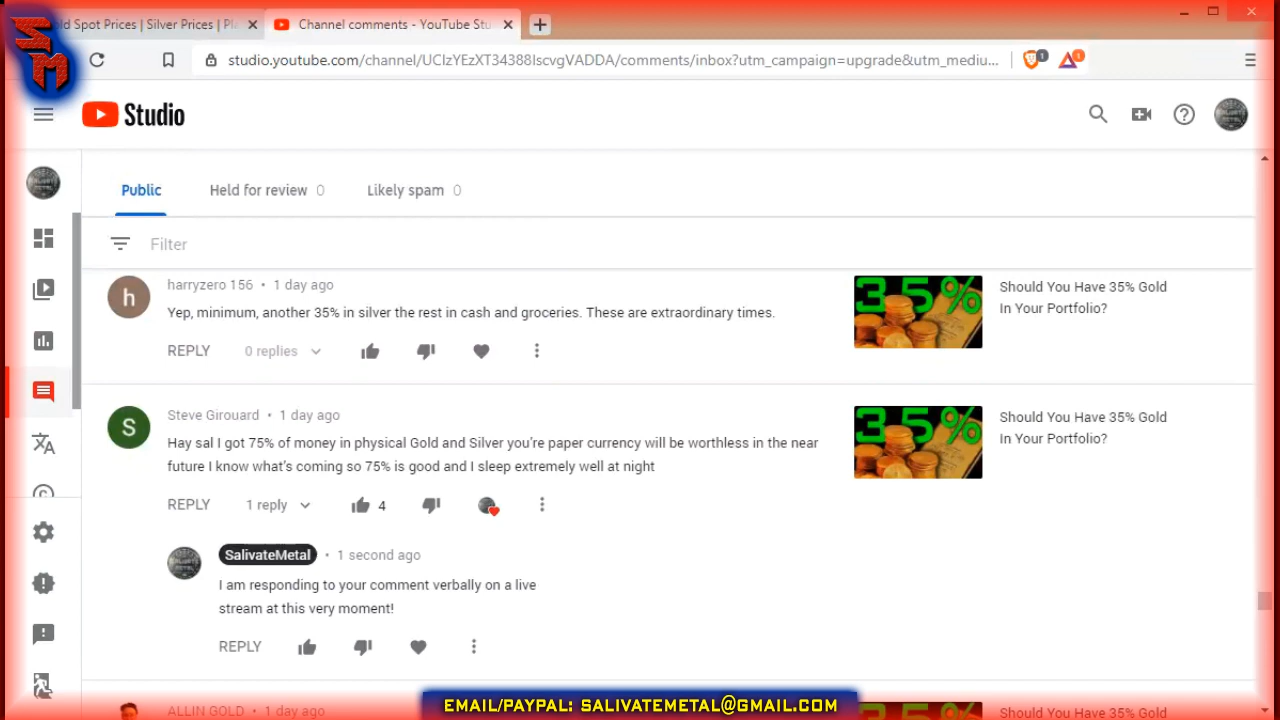 SM
ld Spot Prices | Silver Prices | Pla
Channel comments - YouTube Stu
studio.youtube.com/channel/UClzYEzXT34388IscvgVADDA/comments/inbox?utm_campaign=upgrade&utm_mediu...
1
1
Studio
Public
Held for review 0
Likely spam 0
Filter
harryzero 156 • 1 day ago
Yep, minimum, another 35% in silver the rest in cash and groceries. These are extraordinary times.
REPLY 0 replies
35%
Should You Have 35% Gold
In Your Portfolio?
S
Steve Girouard • 1 day ago
Hay sal I got 75% of money in physical Gold and Silver you're paper currency will be worthless in the near
future I know what's coming so 75% is good and I sleep extremely well at night
REPLY 1 reply 4
35%
Should You Have 35% Gold
In Your Portfolio?
SalivateMetal • 1 second ago
I am responding to your comment verbally on a live
stream at this very moment!
REPLY
ALLIN GOLD • 1 day ago
Should You Have 35% Gold
EMAIL/PAYPAL: SALIVATEMETAL@GMAIL.COM